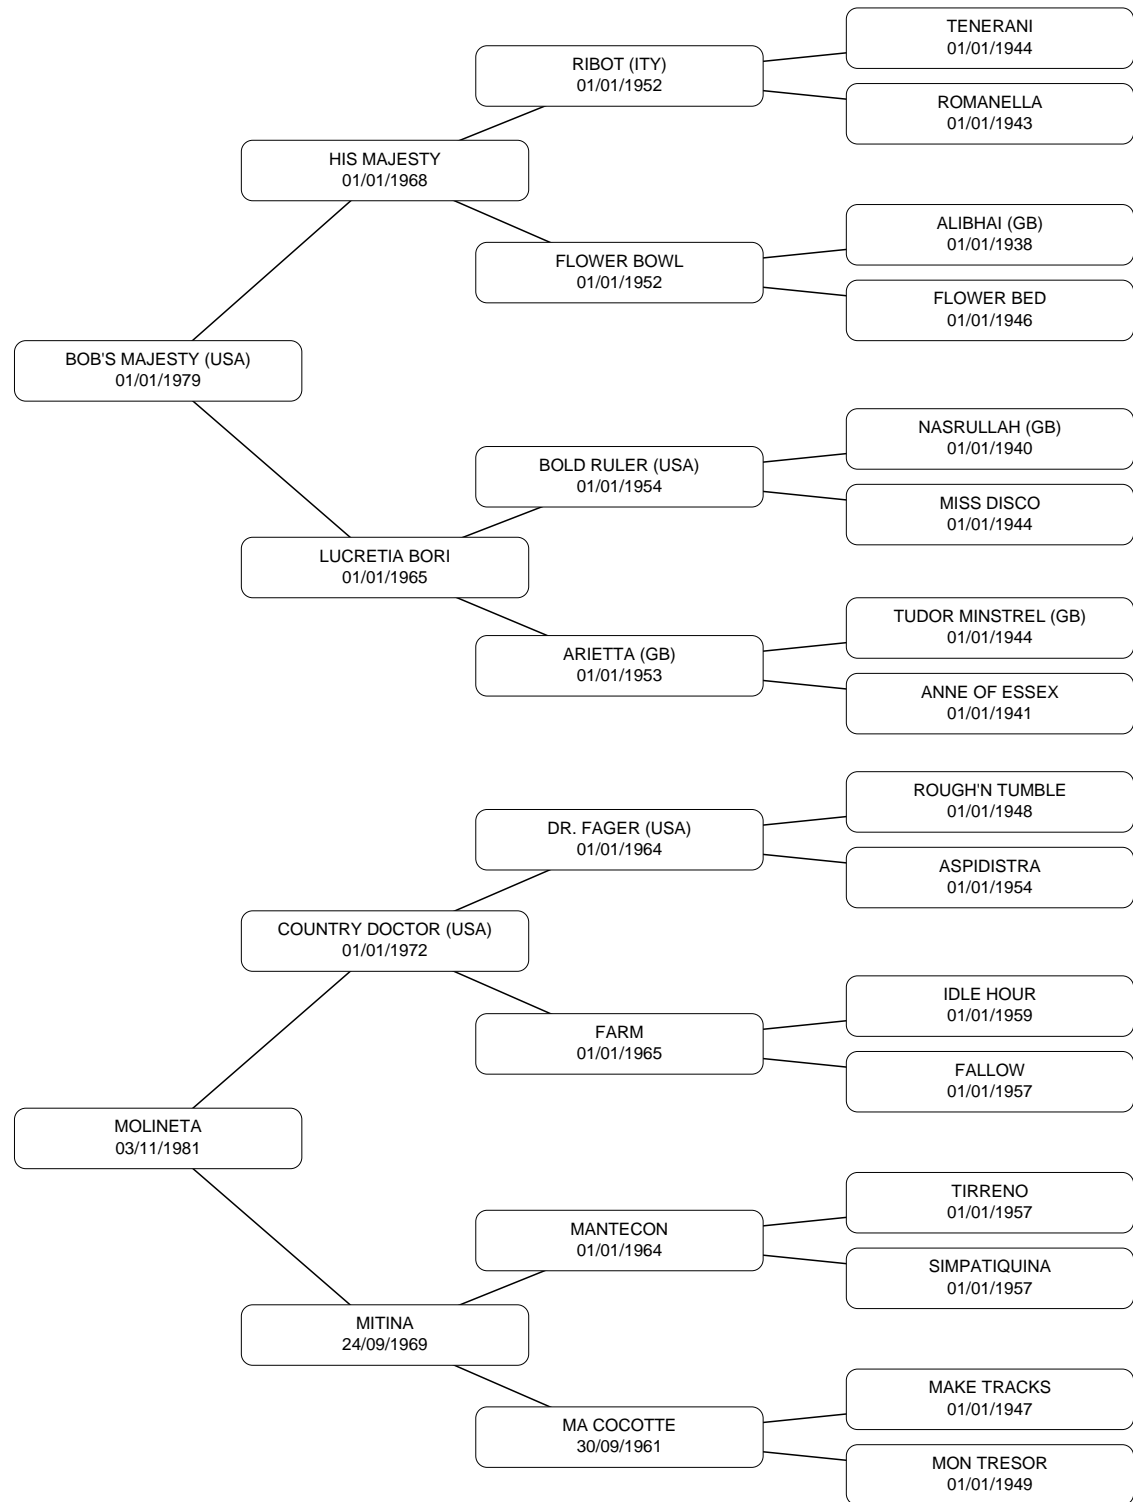 TENERANI
01/01/1944
RIBOT (ITY)
01/01/1952
ROMANELLA
01/01/1943
HIS MAJESTY
01/01/1968
ALIBHAI (GB)
01/01/1938
FLOWER BOWL
01/01/1952
FLOWER BED
01/01/1946
BOB'S MAJESTY (USA)
01/01/1979
NASRULLAH (GB)
01/01/1940
BOLD RULER (USA)
01/01/1954
MISS DISCO
01/01/1944
LUCRETIA BORI
01/01/1965
TUDOR MINSTREL (GB)
01/01/1944
ARIETTA (GB)
01/01/1953
ANNE OF ESSEX
01/01/1941
ROUGH'N TUMBLE
01/01/1948
DR. FAGER (USA)
01/01/1964
ASPIDISTRA
01/01/1954
COUNTRY DOCTOR (USA)
01/01/1972
IDLE HOUR
01/01/1959
FARM
01/01/1965
FALLOW
01/01/1957
MOLINETA
03/11/1981
TIRRENO
01/01/1957
MANTECON
01/01/1964
SIMPATIQUINA
01/01/1957
MITINA
24/09/1969
MAKE TRACKS
01/01/1947
MA COCOTTE
30/09/1961
MON TRESOR
01/01/1949